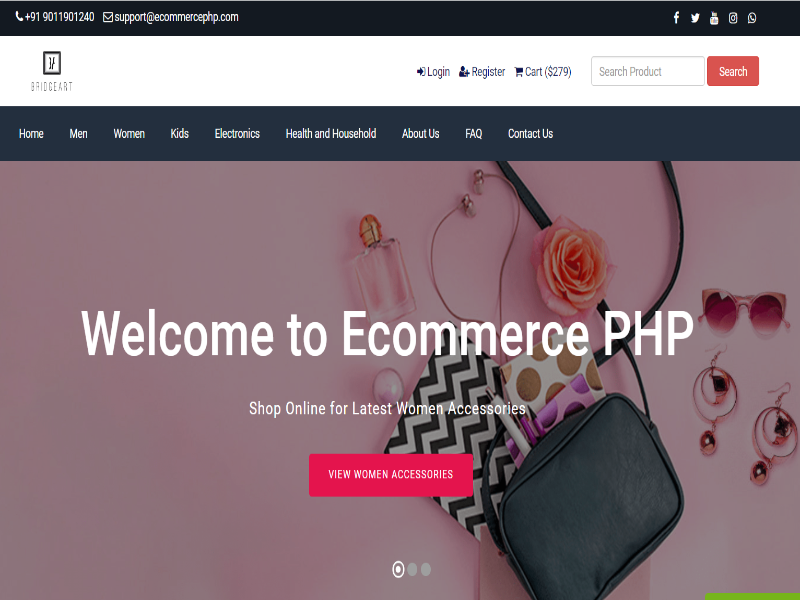 +91 9011901240 support@ecommercephp.com
BRIDGEART
Login Register Cart ($279) Search Product Search
Home Men Women Kids Electronics Health and Household About Us FAQ Contact Us
Welcome to Ecommerce PHP
Shop Online for Latest Women Accessories
VIEW WOMEN ACCESSORIES